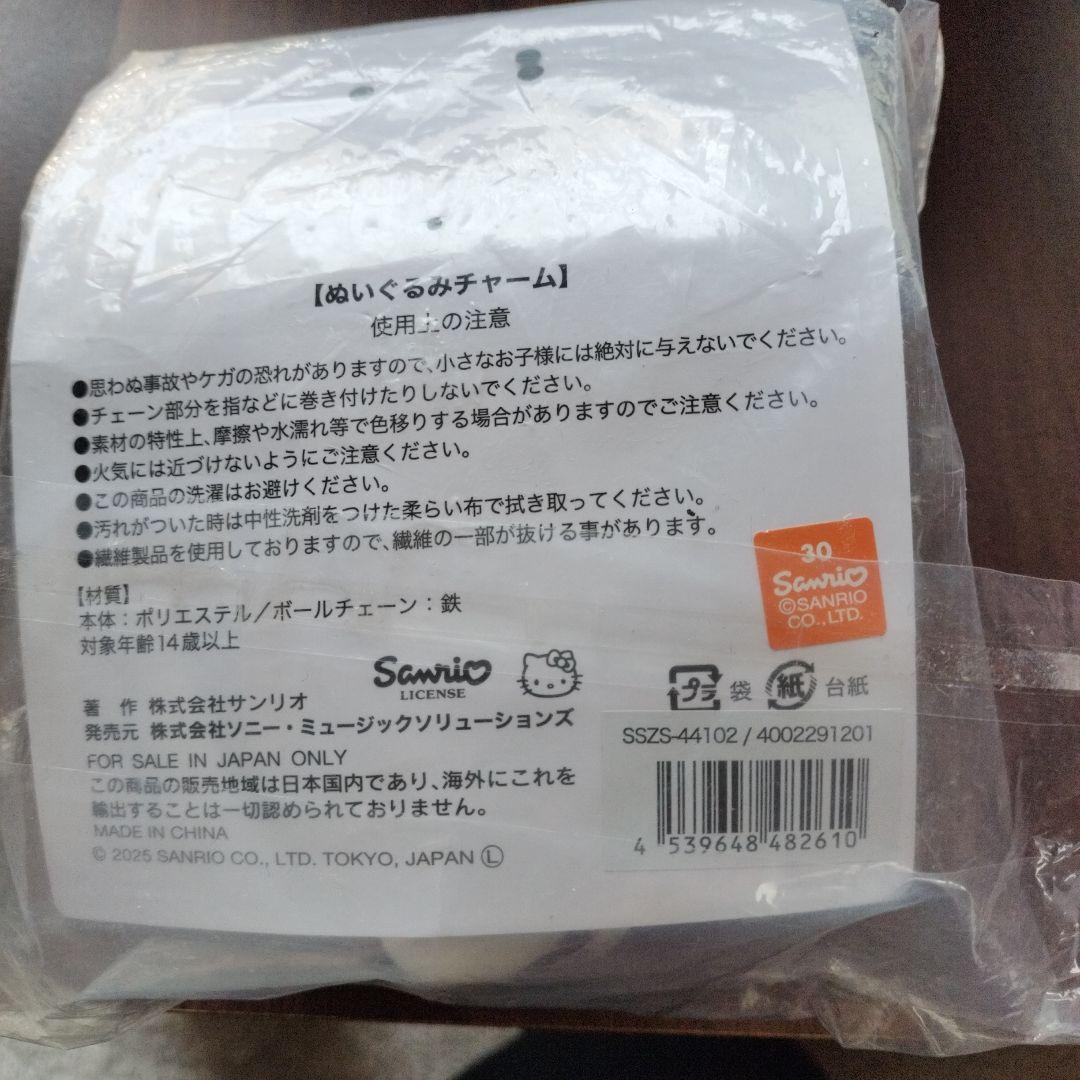 【ぬいぐるみチャーム】
使用上の注意
●思わぬ事故やケガの恐れがありますので、小さなお子様には絶対に与えないでください。
●チェーン部分を指などに巻き付けたりしないでください。
●素材の特性上、摩擦や水濡れ等で色移りする場合がありますのでご注意ください。
●火気には近づけないようにご注意ください。
●この商品の洗濯はお避けください。
●汚れがついた時は中性洗剤をつけた柔らい布で拭き取ってください。
●繊維製品を使用しておりますので、繊維の一部が抜ける事があります。
【材質】
本体：ポリエステル／ボールチェーン：鉄
対象年齢14歳以上
30
Sanrio
©SANRIO
CO.,LTD.
Sanrio
LICENSE
プラ 袋 紙 台紙
著 作 株式会社サンリオ
発売元 株式会社ソニー・ミュージックソリューションズ
FOR SALE IN JAPAN ONLY
この商品の販売地域は日本国内であり、海外にこれを
輸出することは一切認められておりません。
MADE IN CHINA
© 2025 SANRIO CO., LTD. TOKYO, JAPAN Ⓛ
SSZS-44102 / 4002291201
4 539648 482610